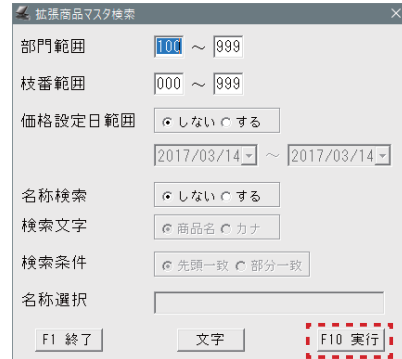 拡張商品マスタ検索
部門範囲 100 ～ 999
枝番範囲 000 ～ 999
価格設定日範囲 しない する
2017/03/14 ～ 2017/03/14
名称検索 しない する
検索文字 商品名 カナ
検索条件 先頭一致 部分一致
名称選択
F1 終了 文字 F10 実行